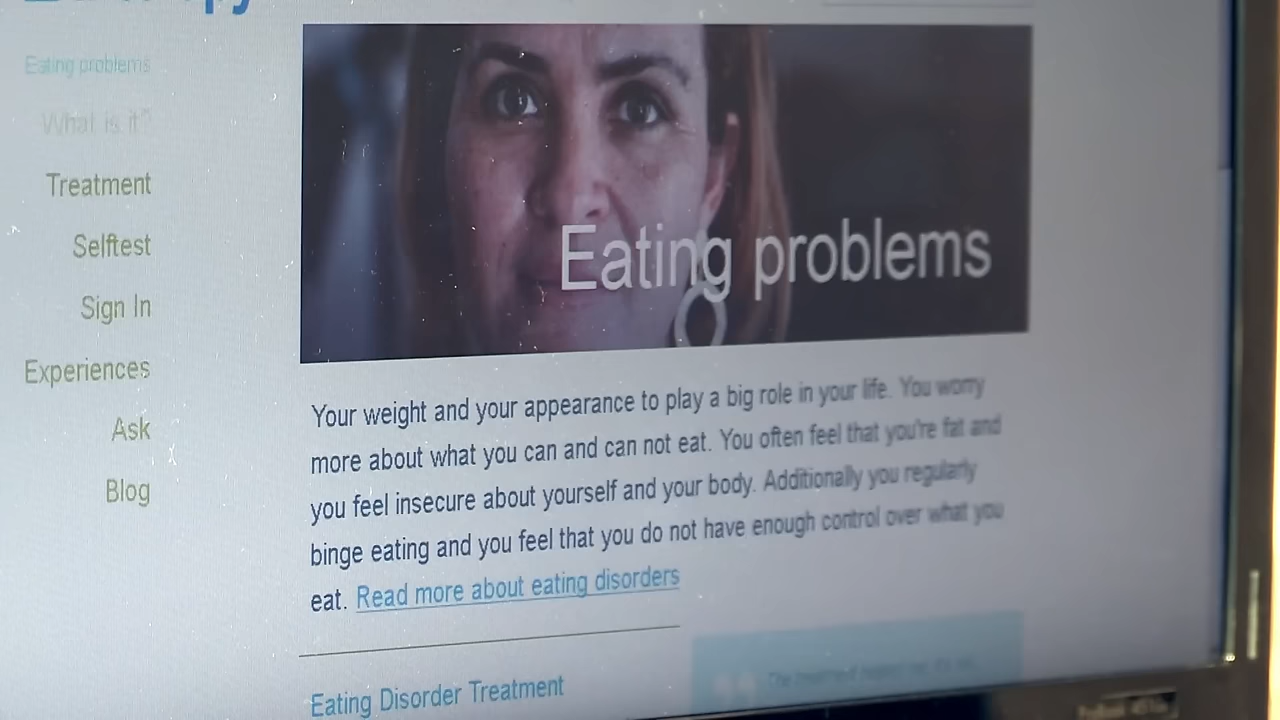 Eating problems
What is it?
Treatment
Selftest
Sign In
Experiences
Ask
Blog
Eating problems
Your weight and your appearance to play a big role in your life. You worry
more about what you can and can not eat. You often feel that you're fat and
you feel insecure about yourself and your body. Additionally you regularly
binge eating and you feel that you do not have enough control over what you
eat. Read more about eating disorders
Eating Disorder Treatment